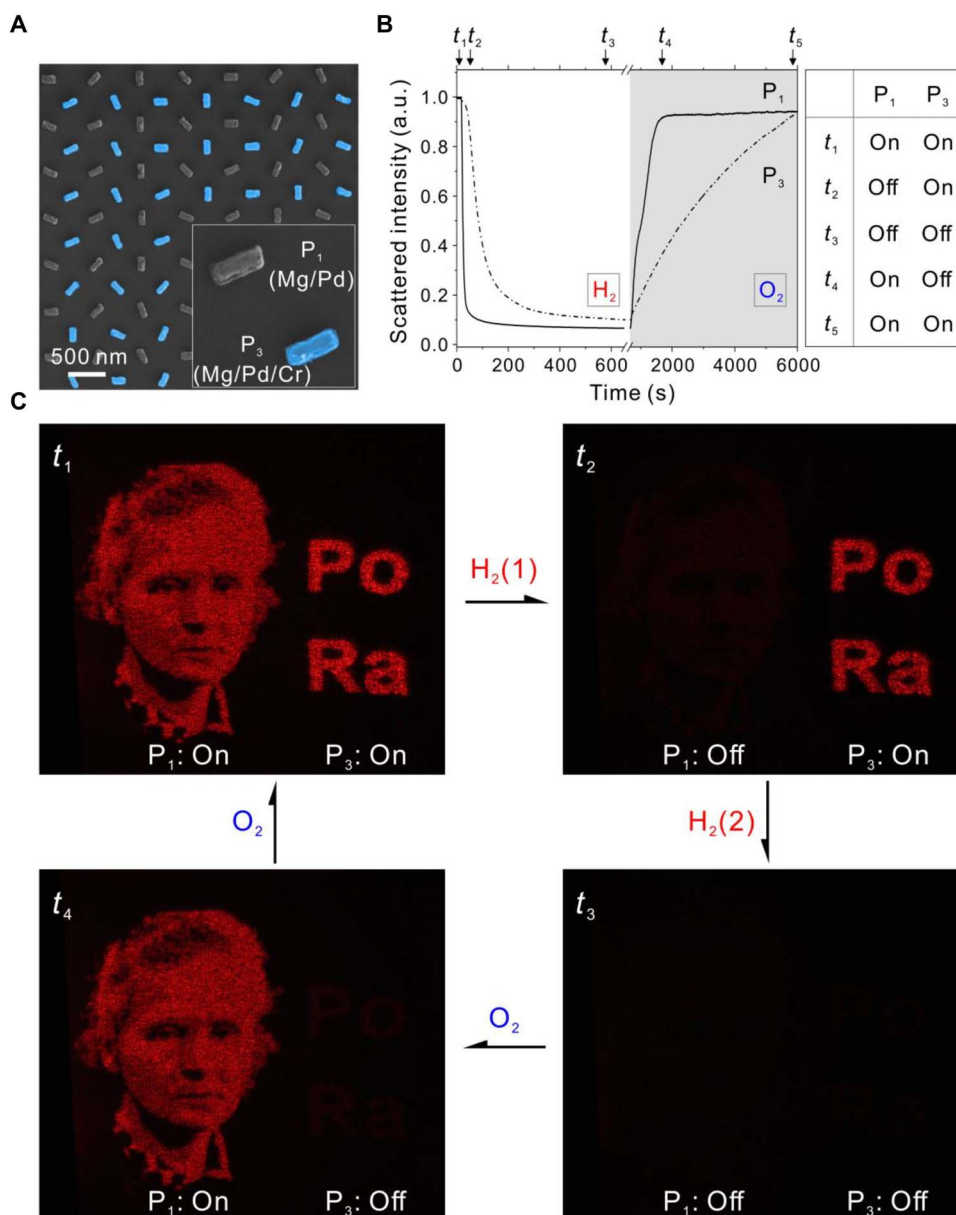 A
P₁
(Mg/Pd)
P₃
(Mg/Pd/Cr)
500 nm
B
t₁ t₂ t₃ t₄ t₅
Scattered intensity (a.u.)
1.0
0.8
0.6
0.4
0.2
0.0
P₁
P₃
H₂
O₂
0 200 400 600 2000 4000 6000
Time (s)
P₁ P₃
t₁ On On
t₂ Off On
t₃ Off Off
t₄ On Off
t₅ On On
C
t₁
Po
Ra
P₁: On P₃: On
H₂(1)
t₂
Po
Ra
P₁: Off P₃: On
O₂
H₂(2)
t₄
Po
Ra
P₁: On P₃: Off
O₂
t₃
Po
Ra
P₁: Off P₃: Off